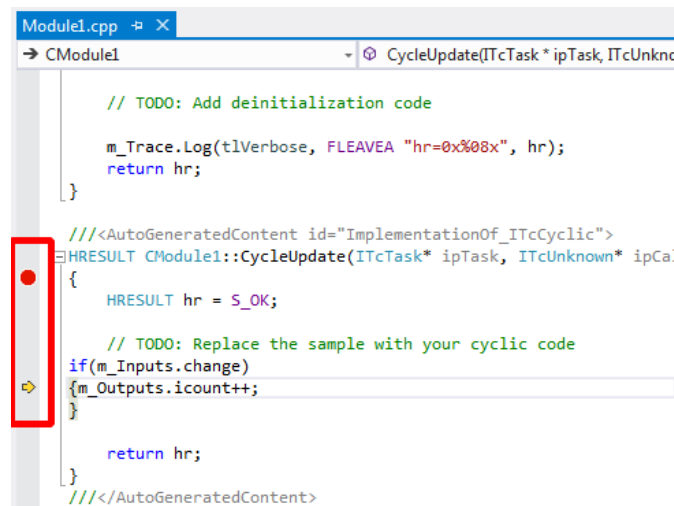 Module1.cpp
CModule1 CycleUpdate(ITcTask * ipTask, ITcUnkno
// TODO: Add deinitialization code
m_Trace.Log(tlVerbose, FLEAVEA "hr=0x%08x", hr);
return hr;
}
///<AutoGeneratedContent id="ImplementationOf_ITcCyclic">
HRESULT CModule1::CycleUpdate(ITcTask* ipTask, ITcUnknown* ipCal
{
HRESULT hr = S_OK;
// TODO: Replace the sample with your cyclic code
if(m_Inputs.change)
{m_Outputs.icount++;
}
return hr;
}
///</AutoGeneratedContent>